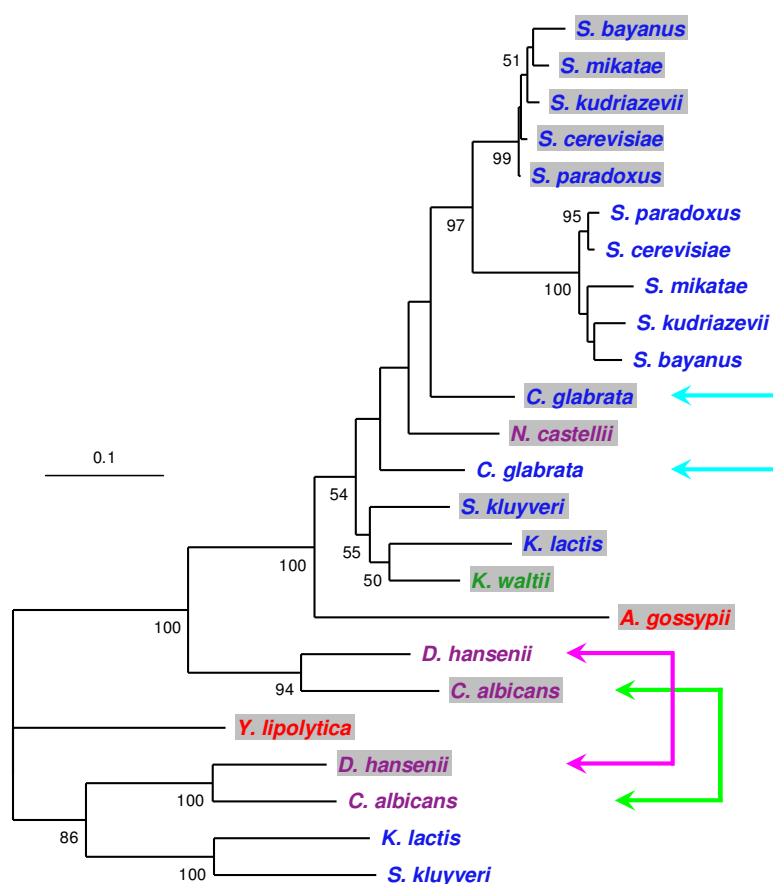 S. bayanus
51
S. mikatae
S. kudriazevii
S. cerevisiae
99
S. paradoxus
95
S. paradoxus
97
S. cerevisiae
100
S. mikatae
S. kudriazevii
S. bayanus
C. glabrata
N. castellii
0.1
C. glabrata
54
S. kluyveri
55
K. lactis
100
50
K. waltii
100
A. gossypii
D. hansenii
94
C. albicans
Y. lipolytica
D. hansenii
100
C. albicans
86
K. lactis
100
S. kluyveri